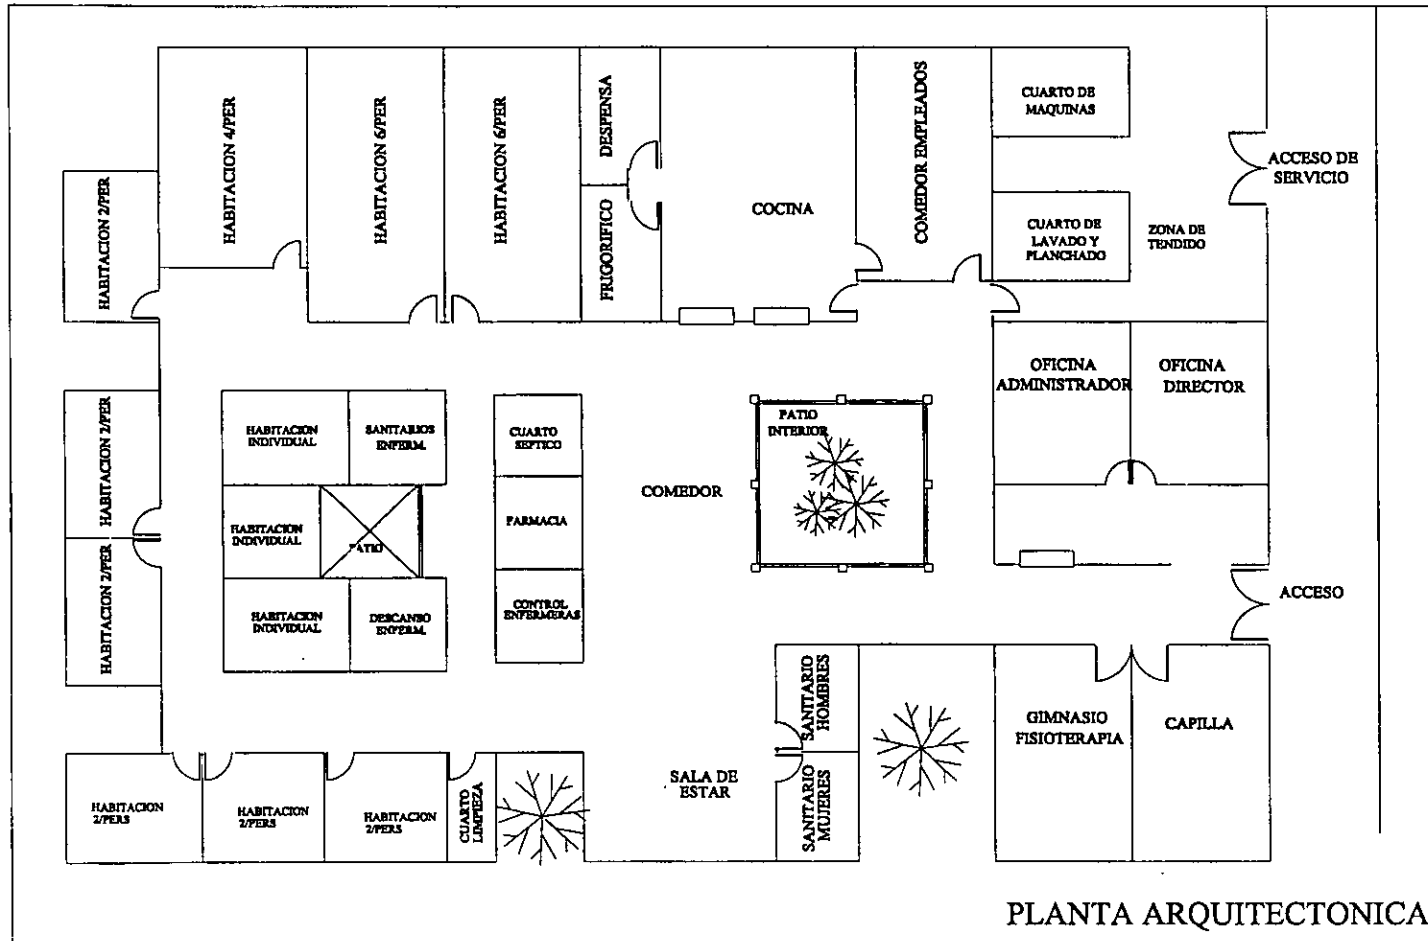 HABITACION 4/PER
HABITACION 6/PER
HABITACION 6/PER
DESPENSA
FRIGORIFICO
COCINA
COMEDOR EMPLEADOS
CUARTO DE
MAQUINAS
ACCESO DE
SERVICIO
CUARTO DE
LAVADO Y
PLANCHADO
ZONA DE
TENDIDO
HABITACION 2/PER
OFICINA
ADMINISTRADOR
OFICINA
DIRECTOR
HABITACION 2/PER
HABITACION
INDIVIDUAL
SANITARIOS
ENFERM.
CUARTO
SEPTICO
PATIO
INTERIOR
COMEDOR
HABITACION
INDIVIDUAL
PATIO
FARMACIA
HABITACION 2/PER
HABITACION
INDIVIDUAL
DESCANSO
ENFERM.
CONTROL
ENFERMERAS
ACCESO
SANITARIO
HOMBRES
GIMNASIO
FISIOTERAPIA
CAPILLA
SALA DE
ESTAR
SANITARIO
MUJERES
HABITACION
2/PERS
HABITACION
2/PERS
HABITACION
2/PERS
CUARTO
LIMPIEZA
PLANTA ARQUITECTONICA